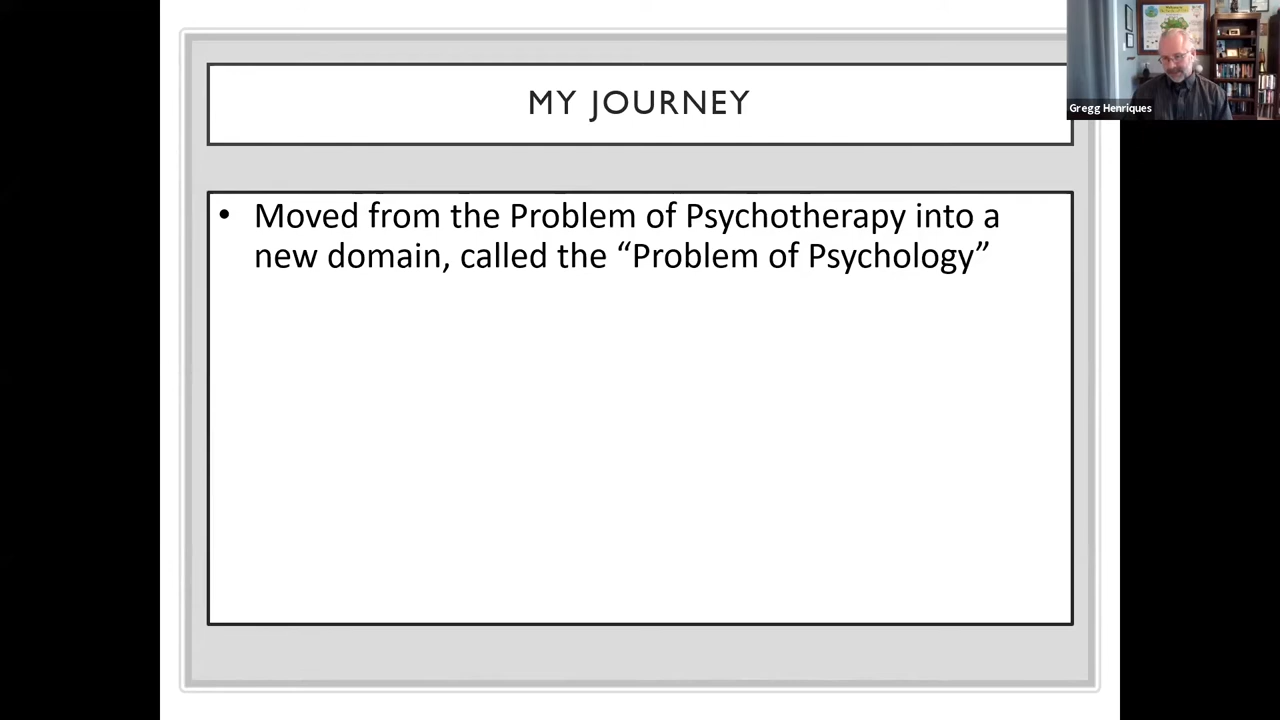 MY JOURNEY
Gregg Henriques
• Moved from the Problem of Psychotherapy into a
new domain, called the “Problem of Psychology”